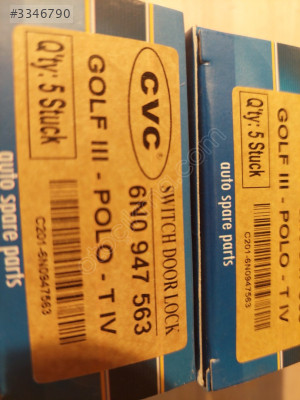 #3346790
CVC
SWITCH DOOR LOCK
6N0 947 563
GOLF III - POLO - T IV
Q'ty: 5 Stuck
C201-6N0947563
auto spare parts
Q'ty: 5 Stuck
GOLF III - POLO - T IV
C201-6N0947563
auto spare parts